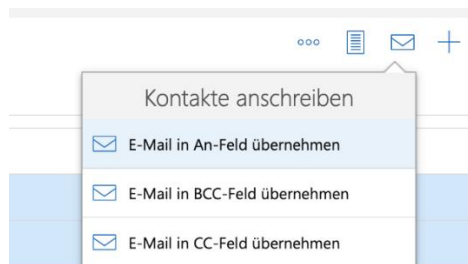 Kontakte anschreiben
E-Mail in An-Feld übernehmen
E-Mail in BCC-Feld übernehmen
E-Mail in CC-Feld übernehmen